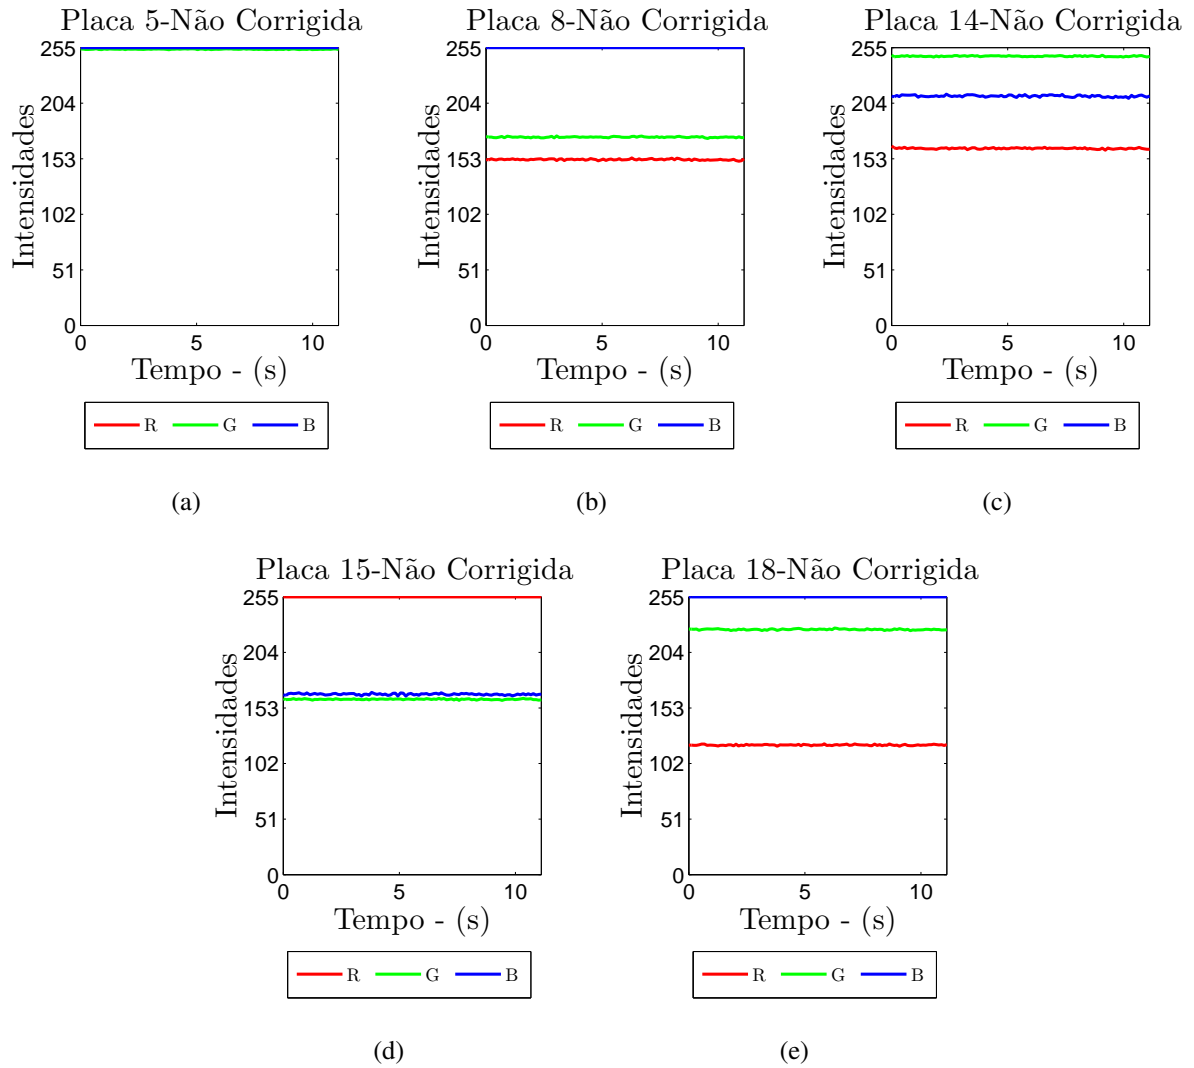 Placa 5-Não Corrigida
255
204
153
102
51
0
Intensidades
0 5 10
Tempo - (s)
R G B
(a)
Placa 8-Não Corrigida
255
204
153
102
51
0
Intensidades
0 5 10
Tempo - (s)
R G B
(b)
Placa 14-Não Corrigida
255
204
153
102
51
0
Intensidades
0 5 10
Tempo - (s)
R G B
(c)
Placa 15-Não Corrigida
255
204
153
102
51
0
Intensidades
0 5 10
Tempo - (s)
R G B
(d)
Placa 18-Não Corrigida
255
204
153
102
51
0
Intensidades
0 5 10
Tempo - (s)
R G B
(e)